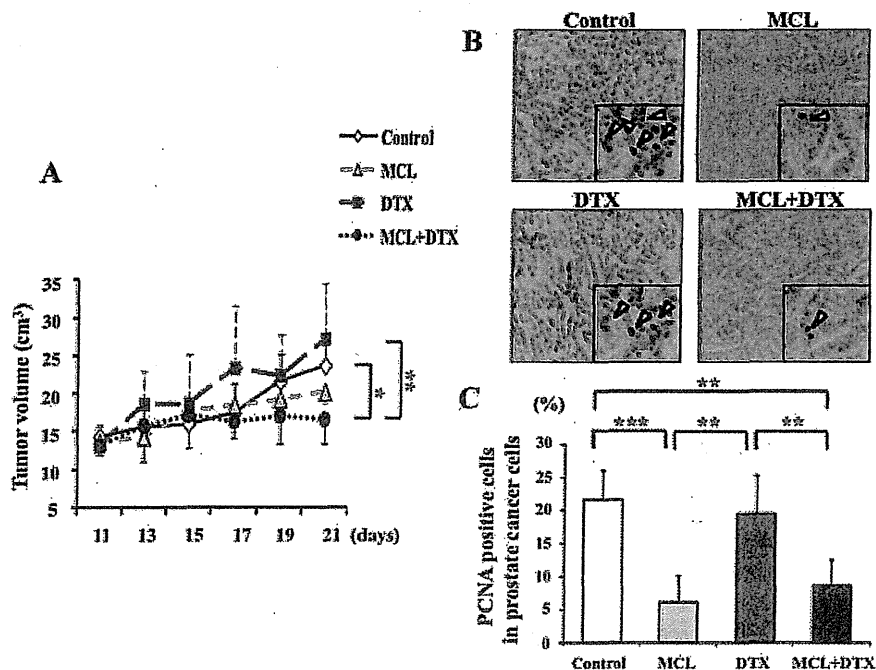 A
Control
MCL
DTX
MCL+DTX
Tumor volume (cm³)
35
30
25
20
15
10
5
11 13 15 17 19 21 (days)
*
**
B
Control
MCL
DTX
MCL+DTX
C
(%)
PCNA positive cells
in prostate cancer cells
30
25
20
15
10
5
0
**
*** ** **
Control MCL DTX MCL+DTX